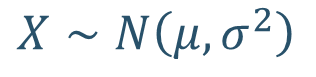 X ~ N(μ, σ²)